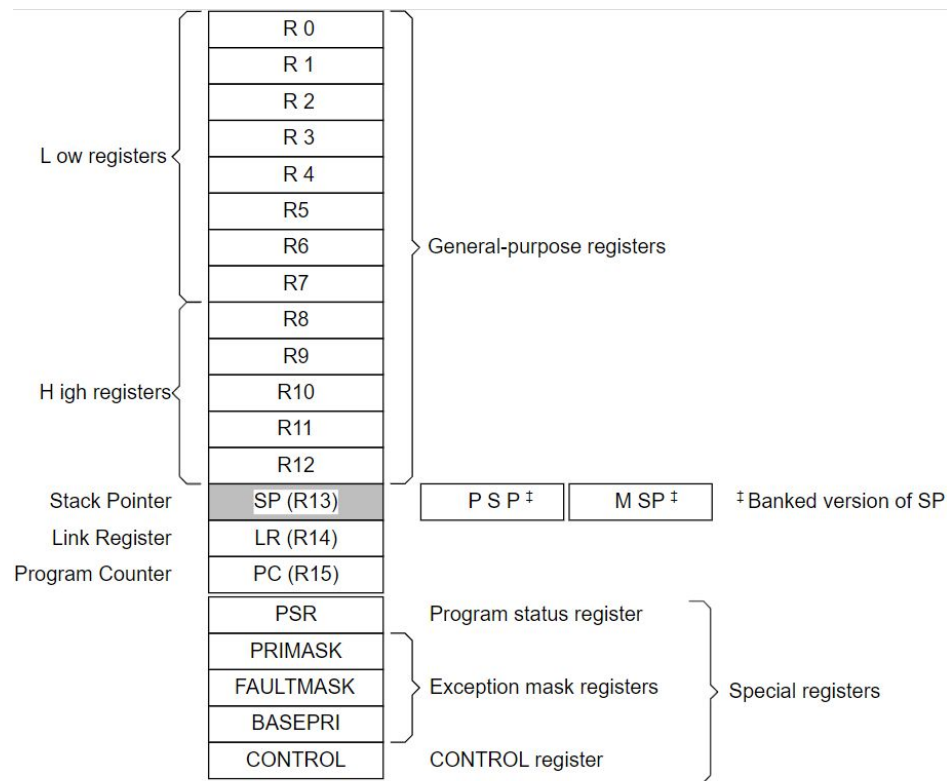 R 0
R 1
R 2
R 3
L ow registers
R 4
R5
R6
General-purpose registers
R7
R8
R9
H igh registers
R10
R11
R12
Stack Pointer SP (R13) P S P ‡ M SP ‡ ‡ Banked version of SP
Link Register LR (R14)
Program Counter PC (R15)
PSR Program status register
PRIMASK
FAULTMASK Exception mask registers Special registers
BASEPRI
CONTROL CONTROL register